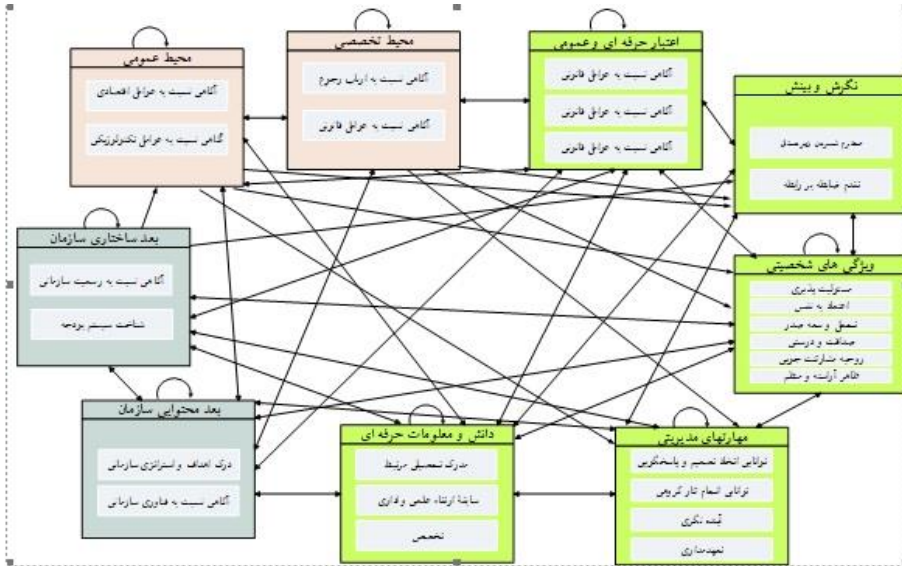 اعتبار حرفه ای و عمومی
آگاهی نسبت به عوامل قانونی
آگاهی نسبت به عوامل قانونی
آگاهی نسبت به عوامل قانونی
محیط تخصصی
آگاهی نسبت به ارباب رجوع
آگاهی نسبت به عوامل قانونی
محیط عمومی
آگاهی نسبت به عوامل اقتصادی
گاهی نسبت به عوامل تکنولوژیکی
نگرش و بینش
محترم شمردن زیردستان
تقدم ضابطه بر رابطه
بعد ساختاری سازمان
آگاهی نسبت به رسمیت سازمانی
شناخت سیستم بودجه
ویژگی های شخصیتی
مسئولیت پذیری
اعتماد به نفس
و سعه صدر
صداقت و درستی
روحیه مشارکت جویی
ظاهر آراسته و منظم
بعد محتوایی سازمان
درک اهداف و استراتژی سازمانی
آگاهی نسبت به فناوری سازمانی
دانش و معلومات حرفه ای
مدرک تحصیلی مرتبط
سابقه ارتقاء علمی و اداری
تخصص
مهارتهای مدیریتی
توانایی اتخاذ تصمیم و پاسخگویی
توانایی انجام کار گروهی
آینده نگری
تعهدمداری